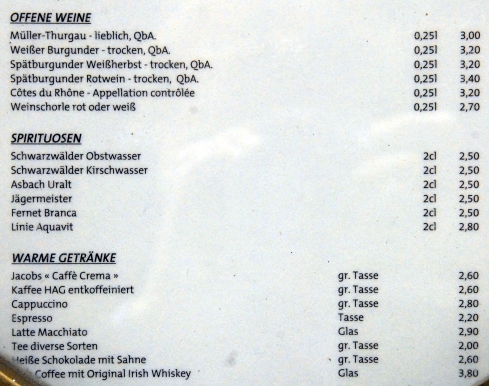 OFFENE WEINE
Müller-Thurgau - lieblich, QbA. 0,25l 3,00
Weißer Burgunder - trocken, QbA. 0,25l 3,20
Spätburgunder Weißherbst - trocken, QbA. 0,25l 3,20
Spätburgunder Rotwein - trocken, QbA. 0,25l 3,40
Côtes du Rhône - Appellation contrôlée 0,25l 3,20
Weinschorle rot oder weiß 0,25l 2,70
SPIRITUOSEN
Schwarzwälder Obstwasser 2cl 2,50
Schwarzwälder Kirschwasser 2cl 2,50
Asbach Uralt 2cl 2,50
Jägermeister 2cl 2,50
Fernet Branca 2cl 2,50
Linie Aquavit 2cl 2,80
WARME GETRÄNKE
Jacobs « Caffè Crema » gr. Tasse 2,60
Kaffee HAG entkoffeiniert gr. Tasse 2,60
Cappuccino gr. Tasse 2,80
Espresso Tasse 2,20
Latte Macchiato Glas 2,90
Tee diverse Sorten gr. Tasse 2,00
Heiße Schokolade mit Sahne gr. Tasse 2,60
Coffee mit Original Irish Whiskey Glas 3,80